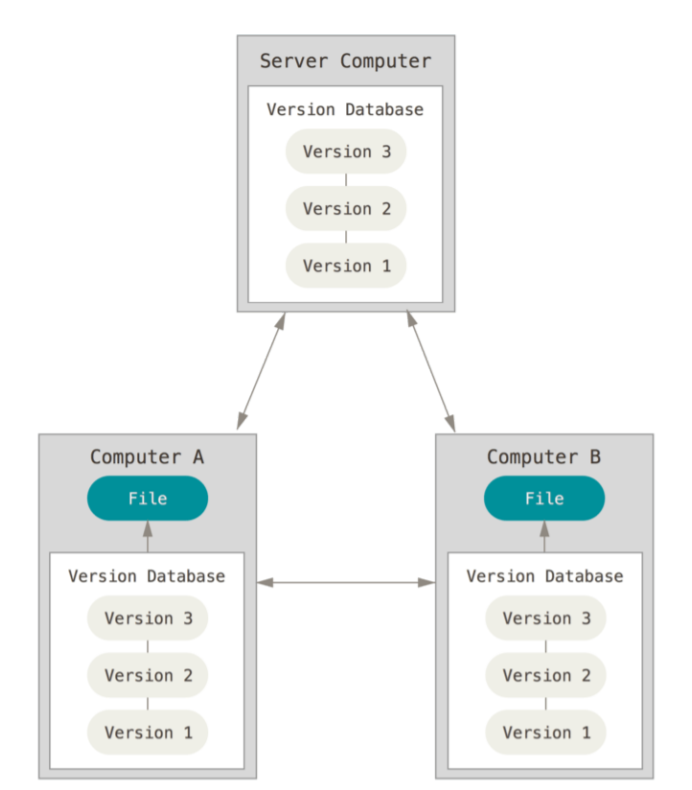 Server Computer
Version Database
Version 3
Version 2
Version 1
Computer A
File
Version Database
Version 3
Version 2
Version 1
Computer B
File
Version Database
Version 3
Version 2
Version 1